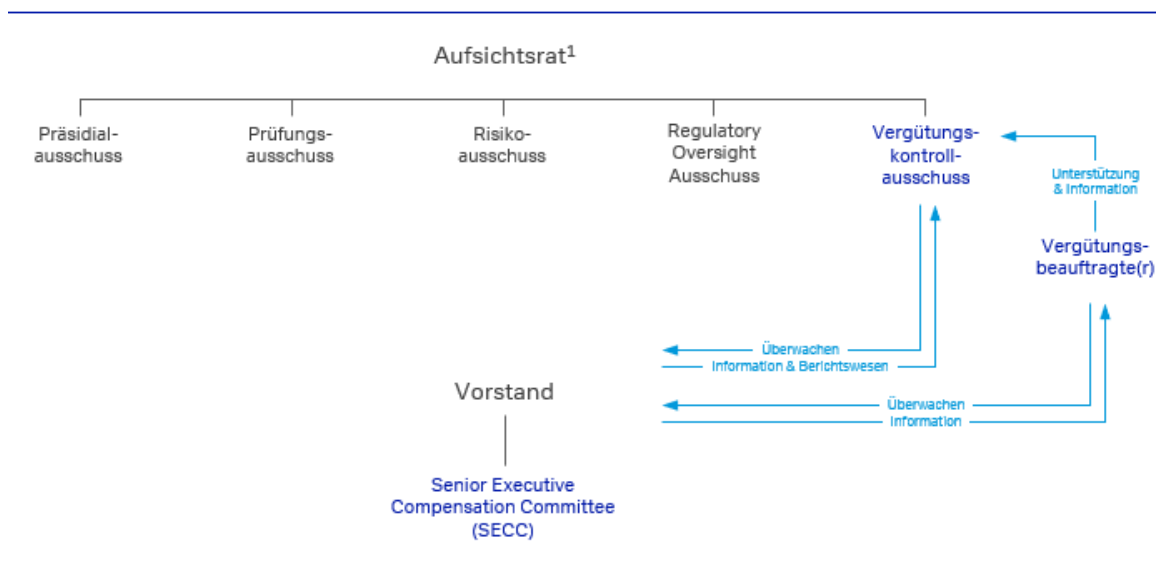 Aufsichtsrat¹
Präsidial-
ausschuss
Prüfungs-
ausschuss
Risiko-
ausschuss
Regulatory
Oversight
Ausschuss
Vergütungs-
kontroll-
ausschuss
Unterstützung
& Information
Vergütungs-
beauftragte(r)
Überwachen
Information & Berichtswesen
Vorstand
Überwachen
Information
Senior Executive
Compensation Committee
(SECC)